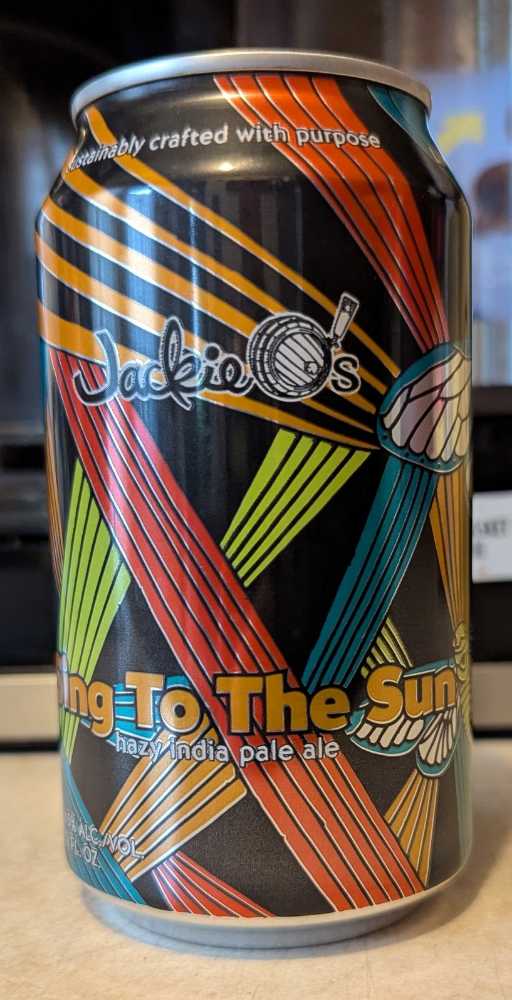 sustainably crafted with purpose
Jackie O's
ing To The Sun
hazy india pale ale
% ALC./VOL.
FL. OZ.